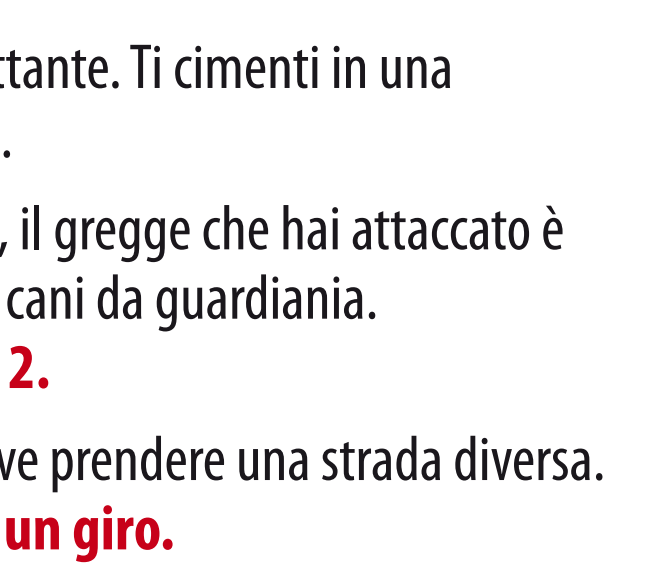 ttante. Ti cimenti in una
.
, il gregge che hai attaccato è
cani da guardiania.
2.
ve prendere una strada diversa.
un giro.